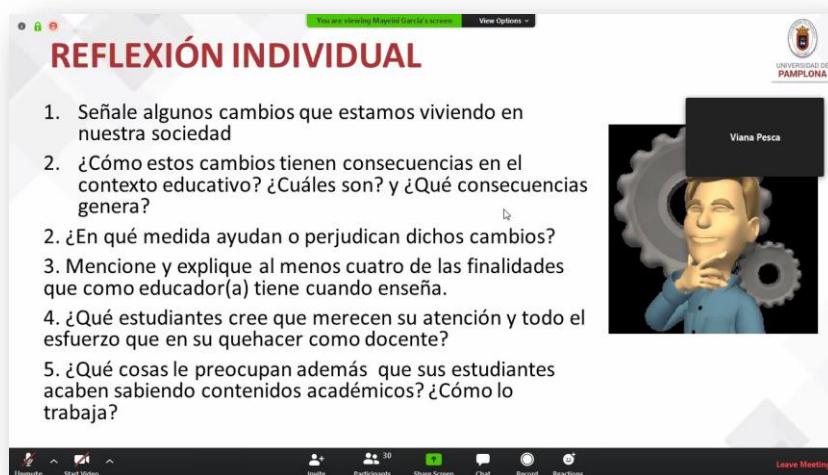 You are viewing Mayeini Garcia's screen View Options
REFLEXIÓN INDIVIDUAL
UNIVERSIDAD DE
PAMPLONA
1. Señale algunos cambios que estamos viviendo en
nuestra sociedad
2. ¿Cómo estos cambios tienen consecuencias en el
contexto educativo? ¿Cuáles son? y ¿Qué consecuencias
genera?
2. ¿En qué medida ayudan o perjudican dichos cambios?
3. Mencione y explique al menos cuatro de las finalidades
que como educador(a) tiene cuando enseña.
4. ¿Qué estudiantes cree que merecen su atención y todo el
esfuerzo que en su quehacer como docente?
5. ¿Qué cosas le preocupan además que sus estudiantes
acaben sabiendo contenidos académicos? ¿Cómo lo
trabaja?
Viana Pesca
30
Unmute Start Video Invite Participants Share Screen Chat Record Reactions Leave Meeting